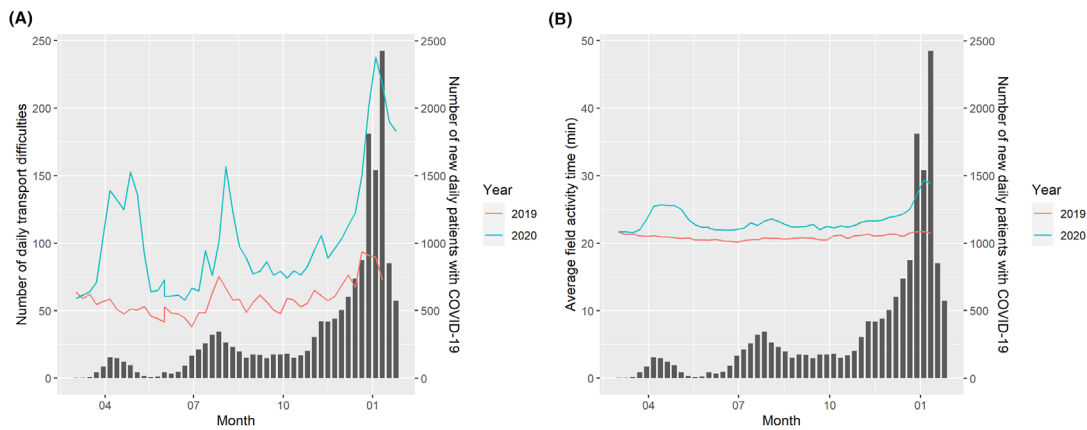 (A)
250
200
150
100
50
0
Number of daily transport difficulties
2500
2000
1500
1000
500
0
Number of new daily patients with COVID-19
04 07 10 01
Month
Year
2019
2020
(B)
50
40
30
20
10
0
Average field activity time (min)
2500
2000
1500
1000
500
0
Number of new daily patients with COVID-19
04 07 10 01
Month
Year
2019
2020